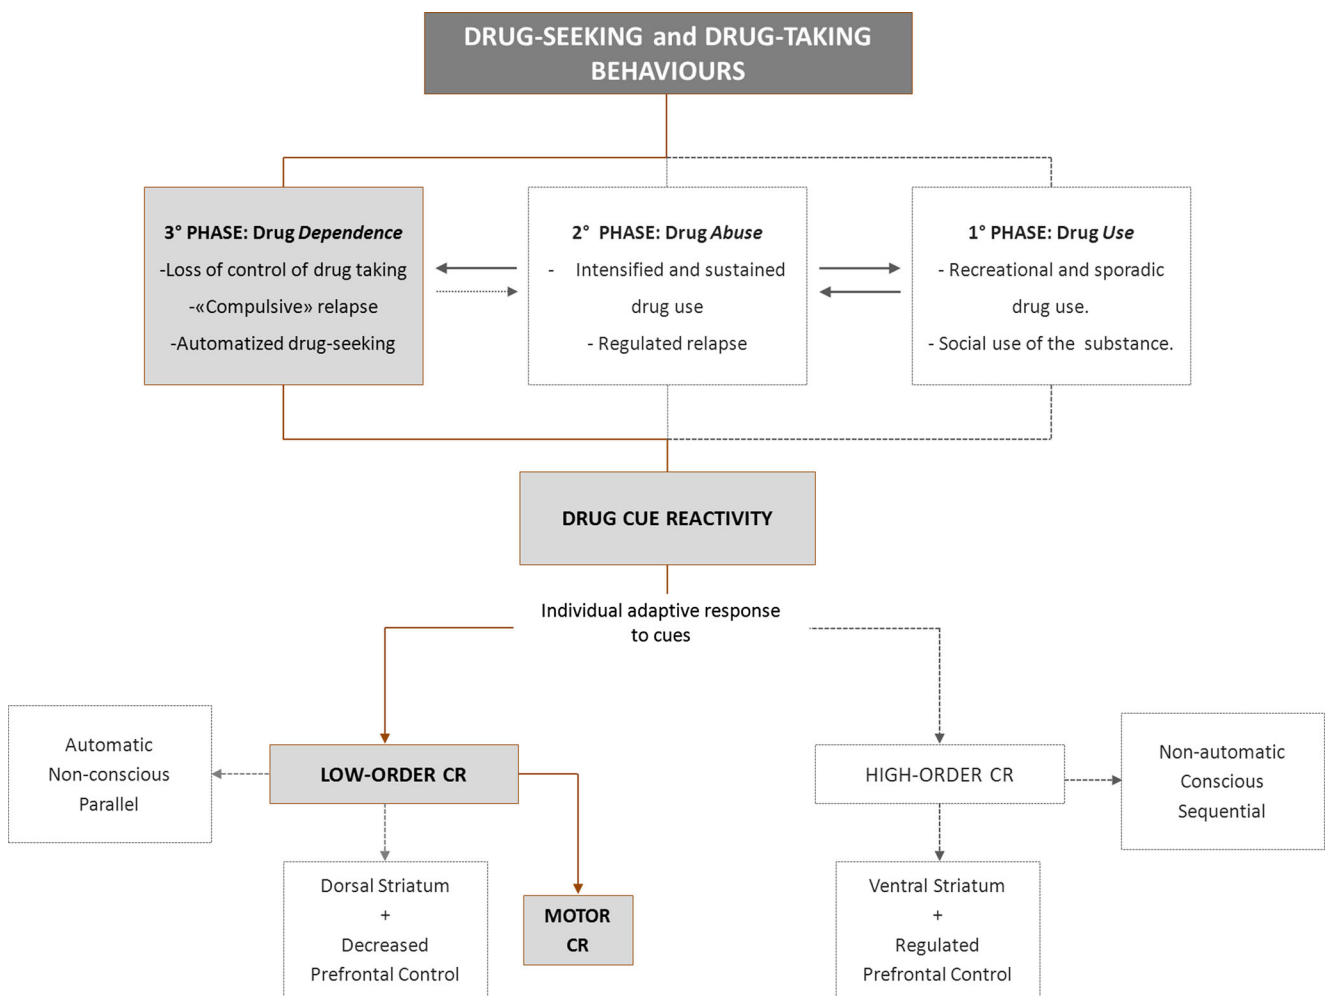 DRUG-SEEKING and DRUG-TAKING
BEHAVIOURS
3° PHASE: Drug Dependence
-Loss of control of drug taking
-«Compulsive» relapse
-Automatized drug-seeking
2° PHASE: Drug Abuse
- Intensified and sustained
drug use
- Regulated relapse
1° PHASE: Drug Use
- Recreational and sporadic
drug use.
- Social use of the substance.
DRUG CUE REACTIVITY
Individual adaptive response
to cues
Automatic
Non-conscious
Parallel
LOW-ORDER CR
HIGH-ORDER CR
Non-automatic
Conscious
Sequential
Dorsal Striatum
+
Decreased
Prefrontal Control
MOTOR
CR
Ventral Striatum
+
Regulated
Prefrontal Control